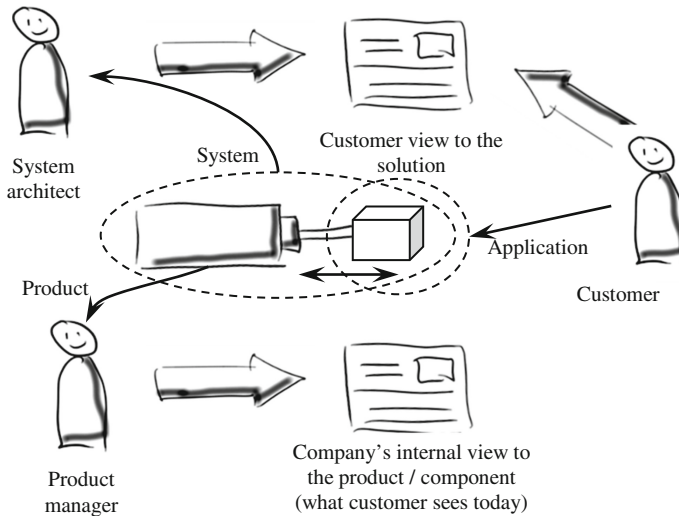 System
architect
System
Customer view to the
solution
Application
Customer
Product
Product
manager
Company's internal view to
the product / component
(what customer sees today)